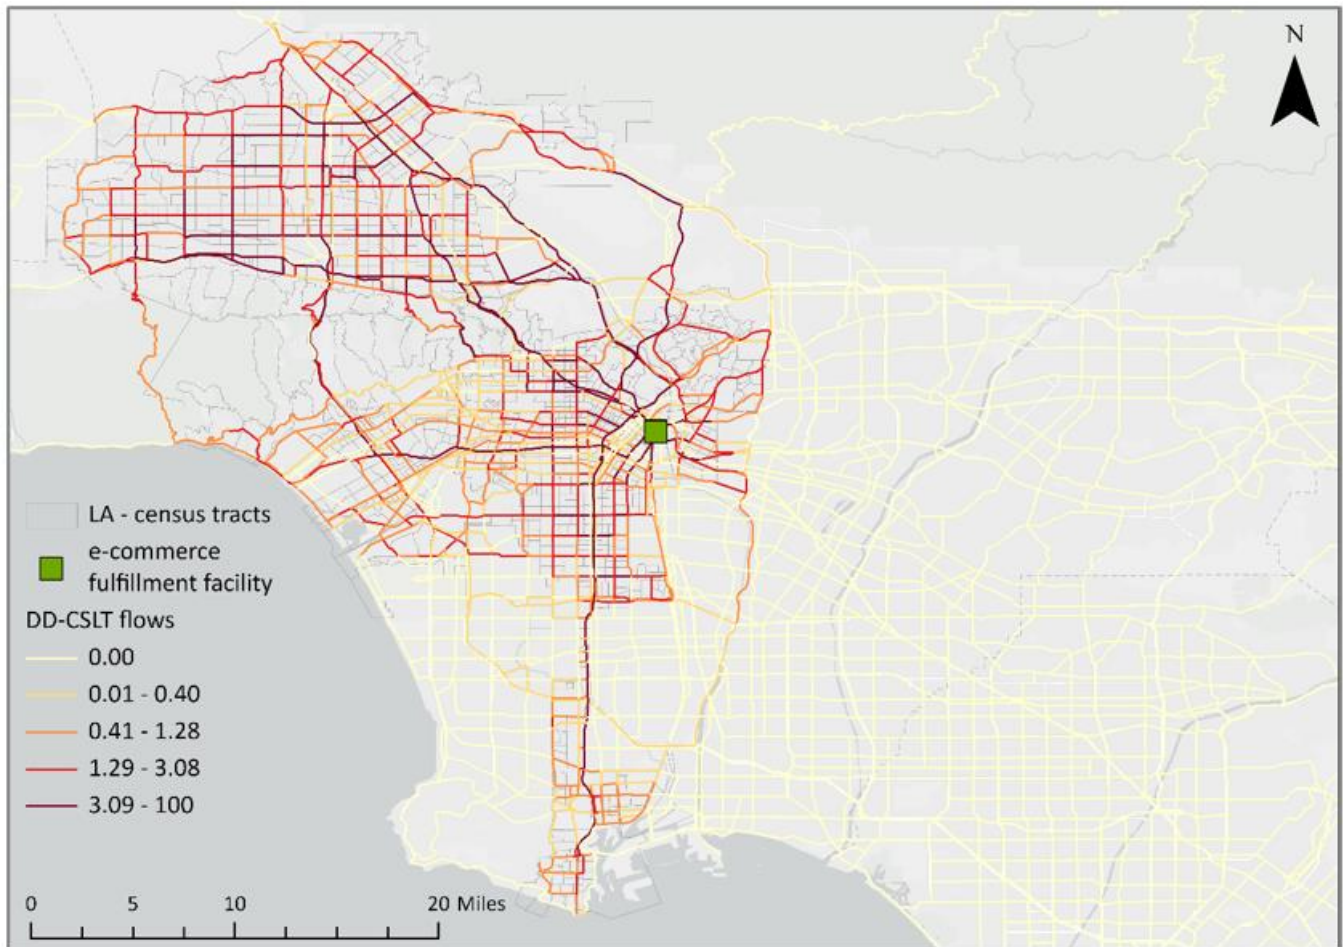 N
LA - census tracts
e-commerce
fulfillment facility
DD-CSLT flows
0.00
0.01 - 0.40
0.41 - 1.28
1.29 - 3.08
3.09 - 100
0 5 10 20 Miles